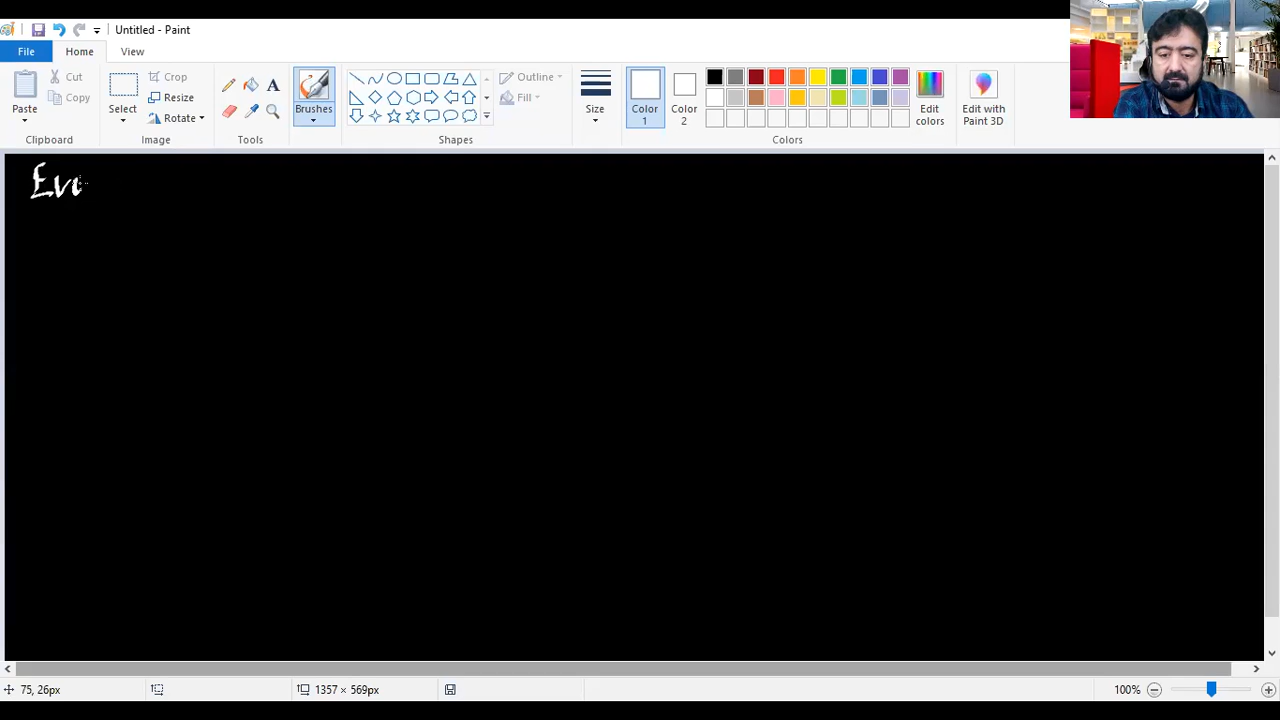 Untitled - Paint
File Home View
Paste
Cut
Copy
Clipboard
Select
Crop
Resize
Rotate
Image
A
Tools
Brushes
Shapes
Outline
Fill
Size
Color 1
Color 2
Edit colors
Colors
Edit with Paint 3D
Evi
75, 26px
1357 × 569px
100%